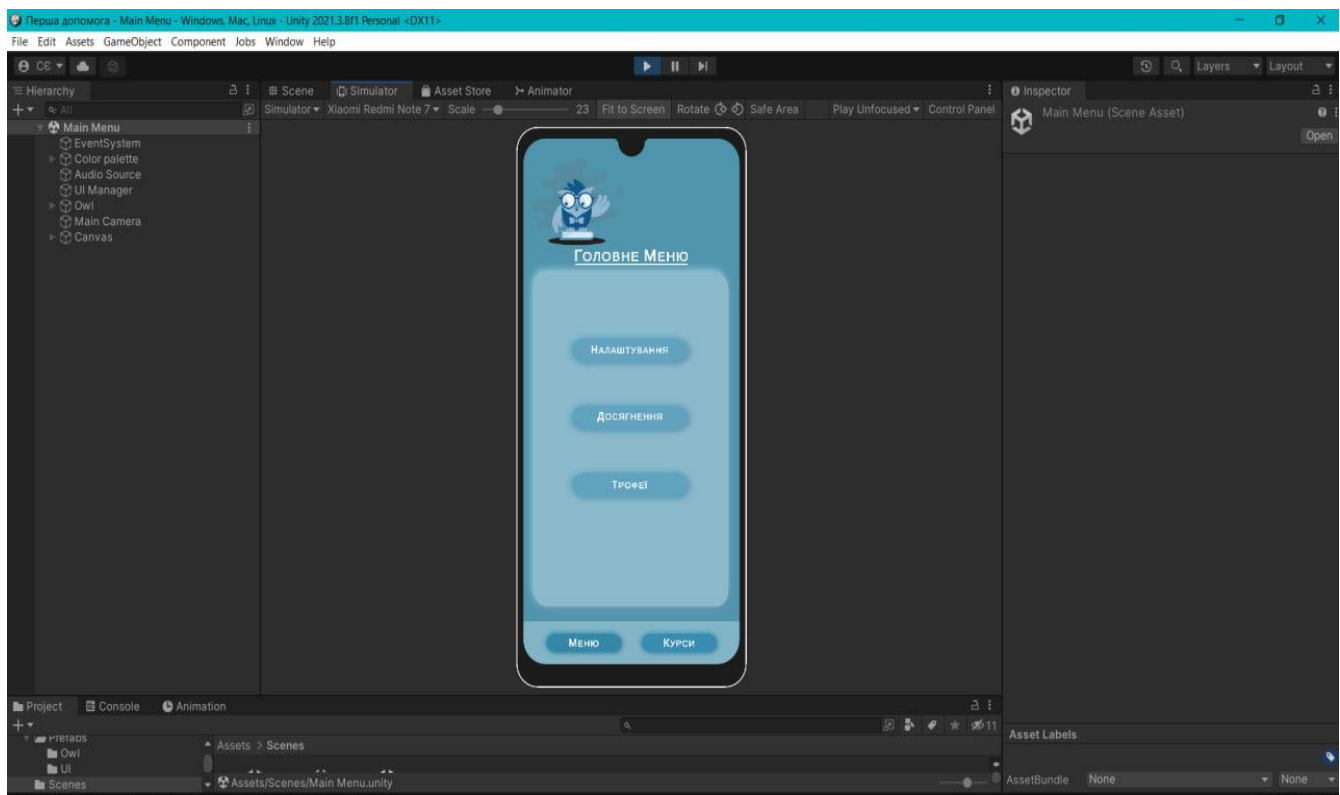 Перша допомога - Main Menu - Windows, Mac, Linux - Unity 2021.3.8f1 Personal <DX11>
File Edit Assets GameObject Component Jobs Window Help
СЄ Layers Layout
Hierarchy Scene Simulator Asset Store Animator Inspector
All Simulator Xiaomi Redmi Note 7 Scale 23 Fit to Screen Rotate Safe Area Play Unfocused Control Panel Main Menu (Scene Asset)
Open
Main Menu
EventSystem
Color palette
Audio Source
UI Manager
Owl
Main Camera
Canvas
Головне Меню
Налаштування
Досягнення
Трофеї
Меню Курси
Project Console Animation
11
Prefabs
Owl
UI
Scenes
Assets > Scenes
Assets/Scenes/Main Menu.unity
Asset Labels
AssetBundle None None